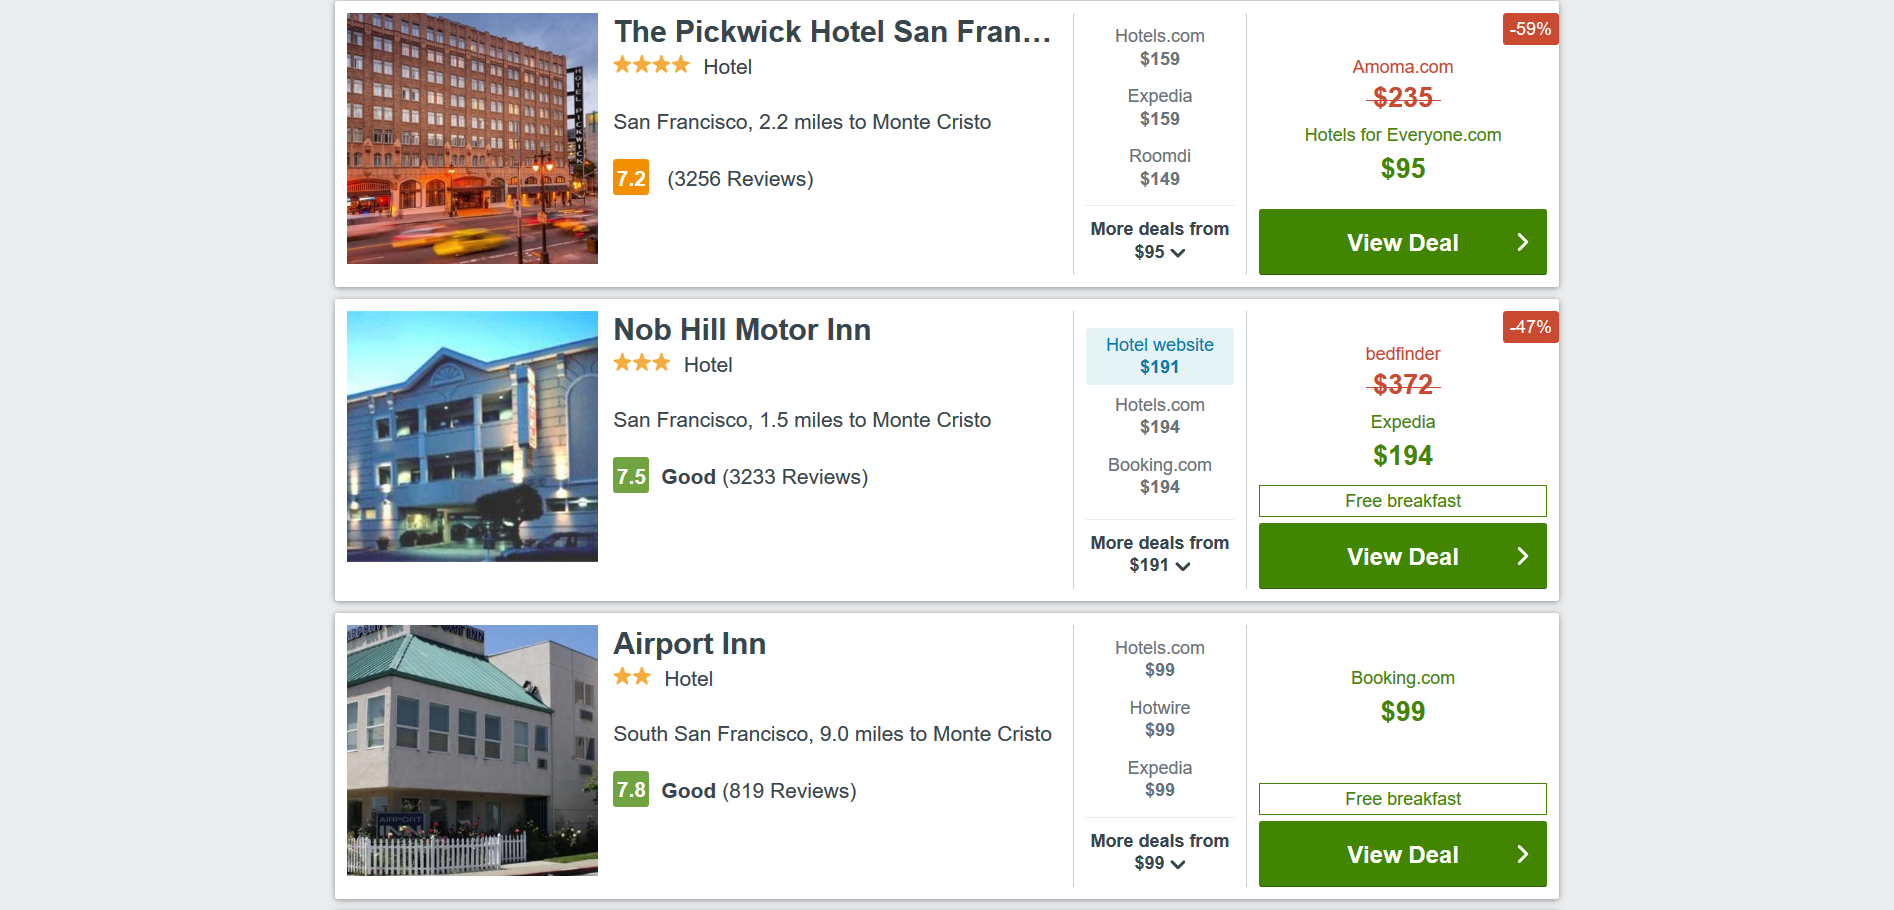 The Pickwick Hotel San Fran...
Hotel
San Francisco, 2.2 miles to Monte Cristo
7.2 (3256 Reviews)
HOTEL PICKWICK
Hotels.com
$159
Expedia
$159
Roomdi
$149
More deals from
$95
-59%
Amoma.com
$235
Hotels for Everyone.com
$95
View Deal
Nob Hill Motor Inn
Hotel
San Francisco, 1.5 miles to Monte Cristo
7.5 Good (3233 Reviews)
Hotel website
$191
Hotels.com
$194
Booking.com
$194
More deals from
$191
-47%
bedfinder
$372
Expedia
$194
Free breakfast
View Deal
Airport Inn
Hotel
South San Francisco, 9.0 miles to Monte Cristo
7.8 Good (819 Reviews)
AIRPORT
INN
Hotels.com
$99
Hotwire
$99
Expedia
$99
More deals from
$99
Booking.com
$99
Free breakfast
View Deal